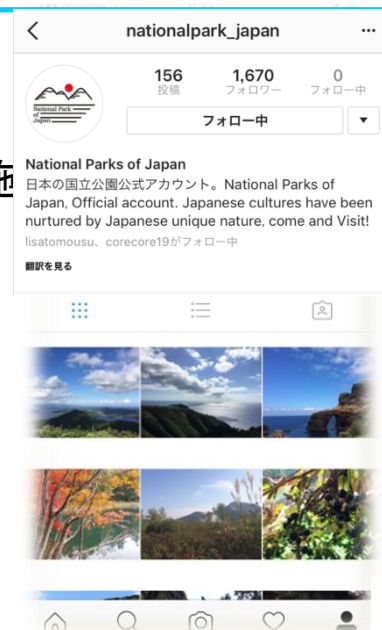 nationalpark_japan
156 1,670 0
投稿 フォロワー フォロー中
フォロー中
National Park
of
Japan
National Parks of Japan
日本の国立公園公式アカウント。National Parks of
Japan, Official account. Japanese cultures have been
nurtured by Japanese unique nature, come and Visit!
lisatomousu、corecore19がフォロー中
翻訳を見る